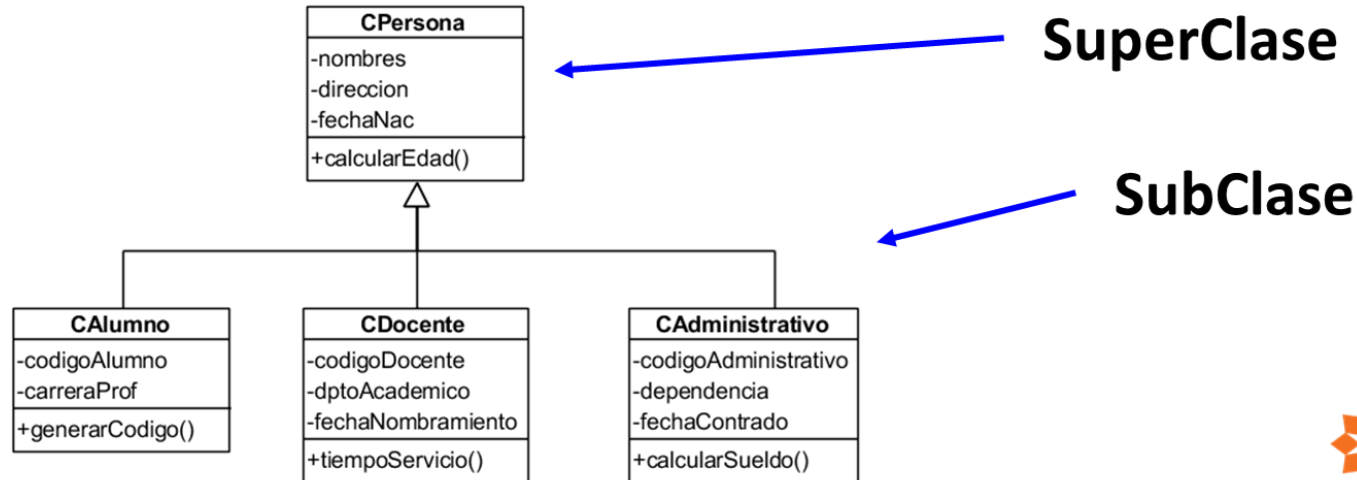 CPersona
-nombres
-direccion
-fechaNac
+calcularEdad()
SuperClase
SubClase
CAlumno
-codigoAlumno
-carreraProf
+generarCodigo()
CDocente
-codigoDocente
-dptoAcademico
-fechaNombramiento
+tiempoServicio()
CAdministrativo
-codigoAdministrativo
-dependencia
-fechaContrado
+calcularSueldo()